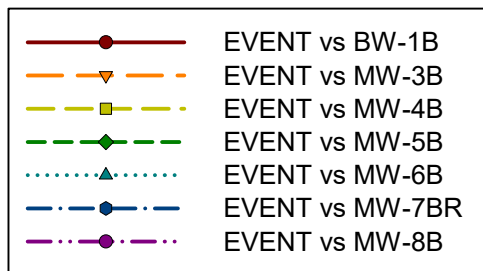 EVENT vs BW-1B
EVENT vs MW-3B
EVENT vs MW-4B
EVENT vs MW-5B
EVENT vs MW-6B
EVENT vs MW-7BR
EVENT vs MW-8B